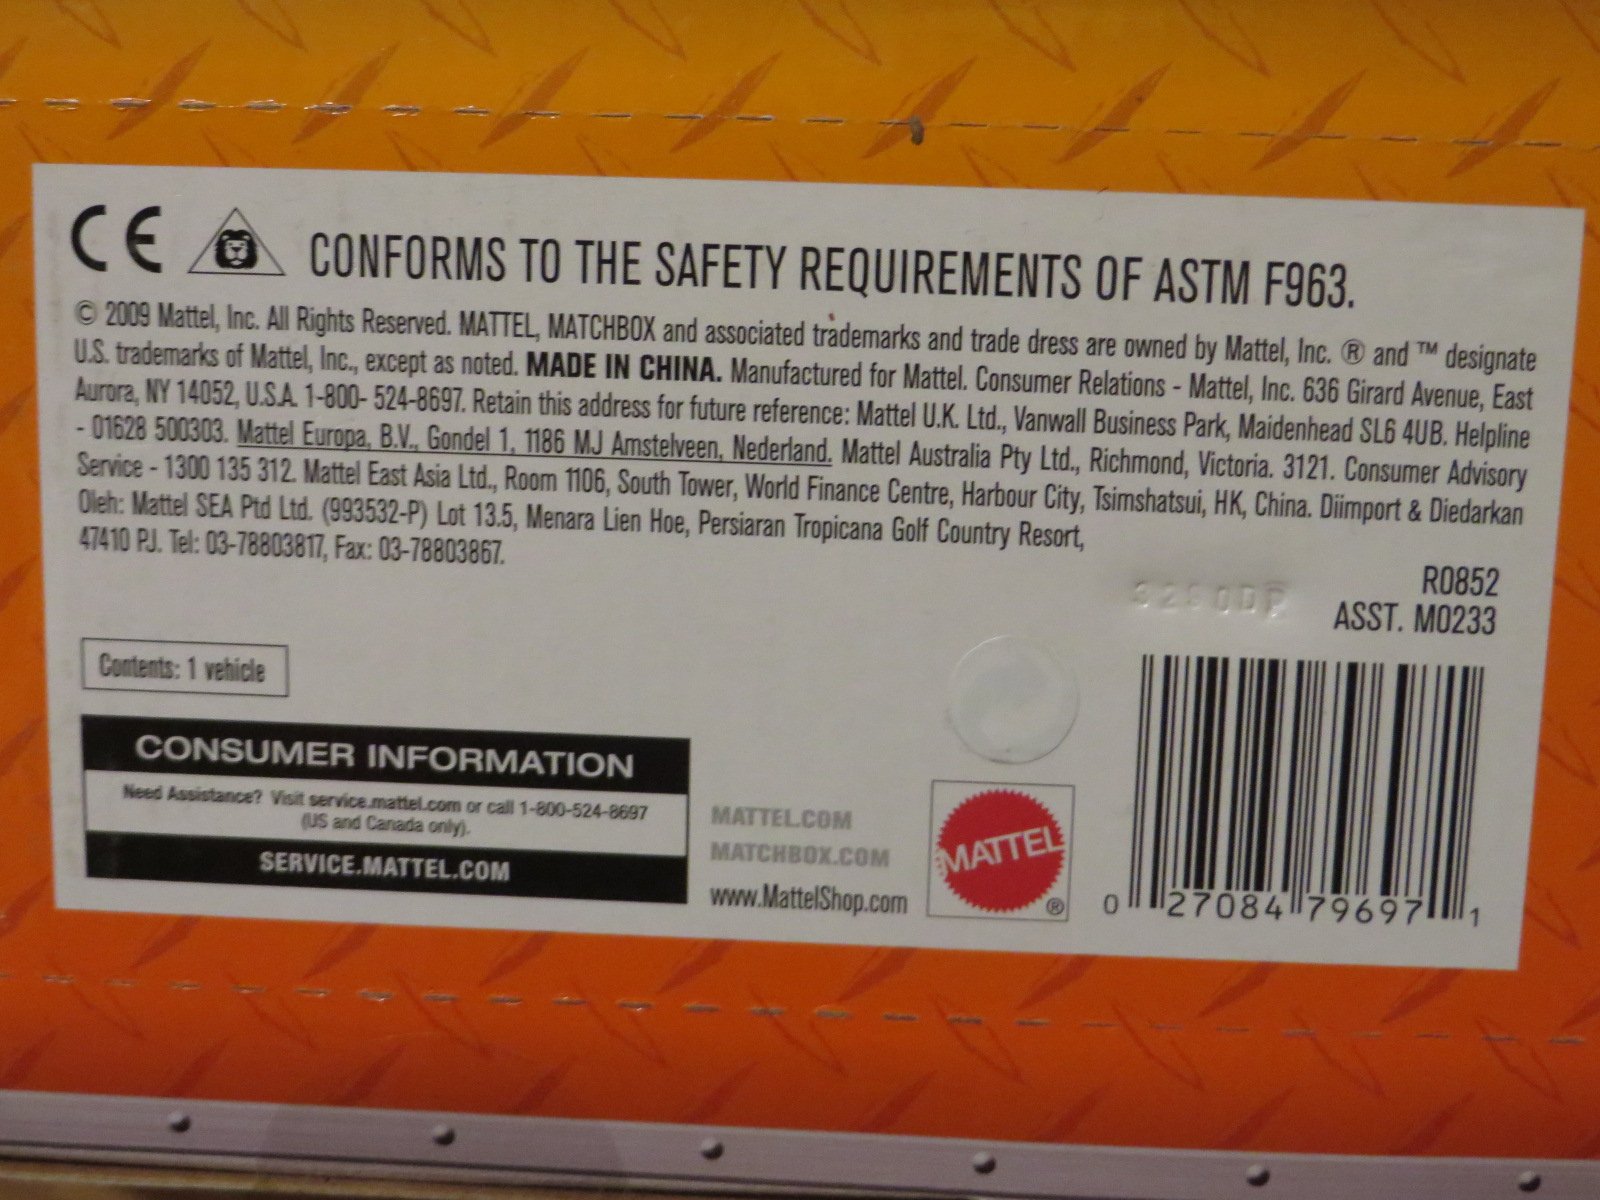 CE CONFORMS TO THE SAFETY REQUIREMENTS OF ASTM F963.
© 2009 Mattel, Inc. All Rights Reserved. MATTEL, MATCHBOX and associated trademarks and trade dress are owned by Mattel, Inc. ® and ™ designate
U.S. trademarks of Mattel, Inc., except as noted. MADE IN CHINA. Manufactured for Mattel. Consumer Relations - Mattel, Inc. 636 Girard Avenue, East
Aurora, NY 14052, U.S.A. 1-800- 524-8697. Retain this address for future reference: Mattel U.K. Ltd., Vanwall Business Park, Maidenhead SL6 4UB. Helpline
- 01628 500303. Mattel Europa, B.V., Gondel 1, 1186 MJ Amstelveen, Nederland. Mattel Australia Pty Ltd., Richmond, Victoria. 3121. Consumer Advisory
Service - 1300 135 312. Mattel East Asia Ltd., Room 1106, South Tower, World Finance Centre, Harbour City, Tsimshatsui, HK, China. Diimport & Diedarkan
Oleh: Mattel SEA Ptd Ltd. (993532-P) Lot 13.5, Menara Lien Hoe, Persiaran Tropicana Golf Country Resort,
47410 PJ. Tel: 03-78803817, Fax: 03-78803867.
R0852
ASST. M0233
Contents: 1 vehicle
CONSUMER INFORMATION
Need Assistance? Visit service.mattel.com or call 1-800-524-8697
(US and Canada only).
SERVICE.MATTEL.COM
MATTEL.COM
MATCHBOX.COM
www.MattelShop.com
MATTEL ®
0 27084 79697 1